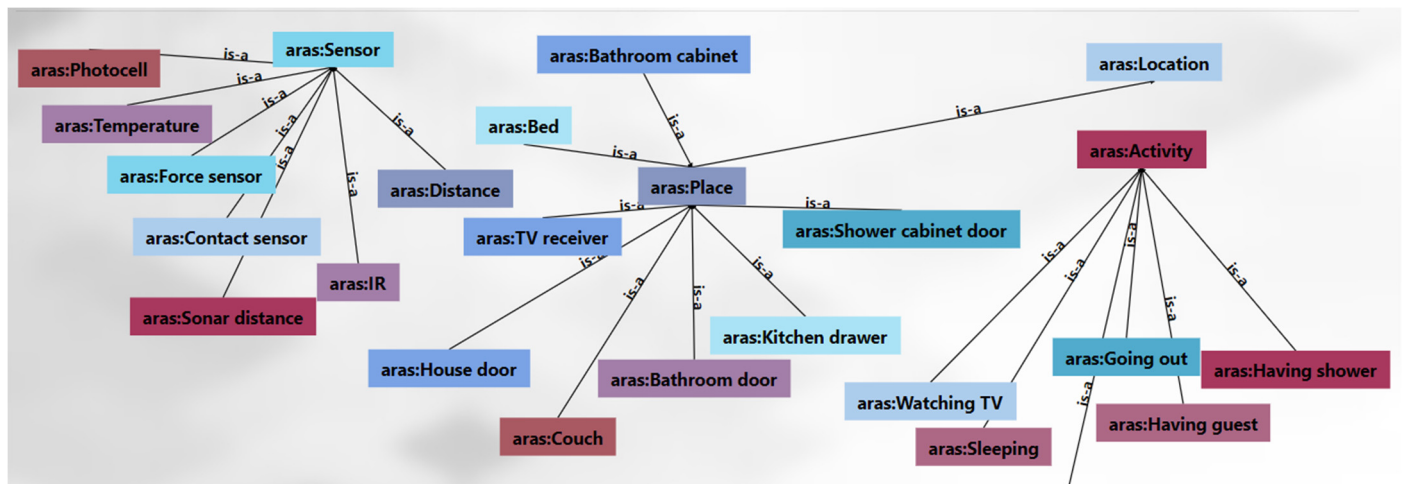 aras:Sensor
is-a
aras:Photocell
is-a
aras:Temperature
is-a
aras:Force sensor
is-a
aras:Contact sensor
is-a
aras:Sonar distance
is-a
aras:IR
is-a
aras:Distance
aras:Bathroom cabinet
is-a
aras:Bed
is-a
aras:Place
is-a
aras:Location
is-a
aras:TV receiver
is-a
aras:Shower cabinet door
is-a
aras:House door
is-a
aras:Couch
is-a
aras:Bathroom door
is-a
aras:Kitchen drawer
aras:Activity
is-a
aras:Watching TV
is-a
aras:Sleeping
is-a
aras:Going out
is-a
aras:Having guest
is-a
aras:Having shower
is-a